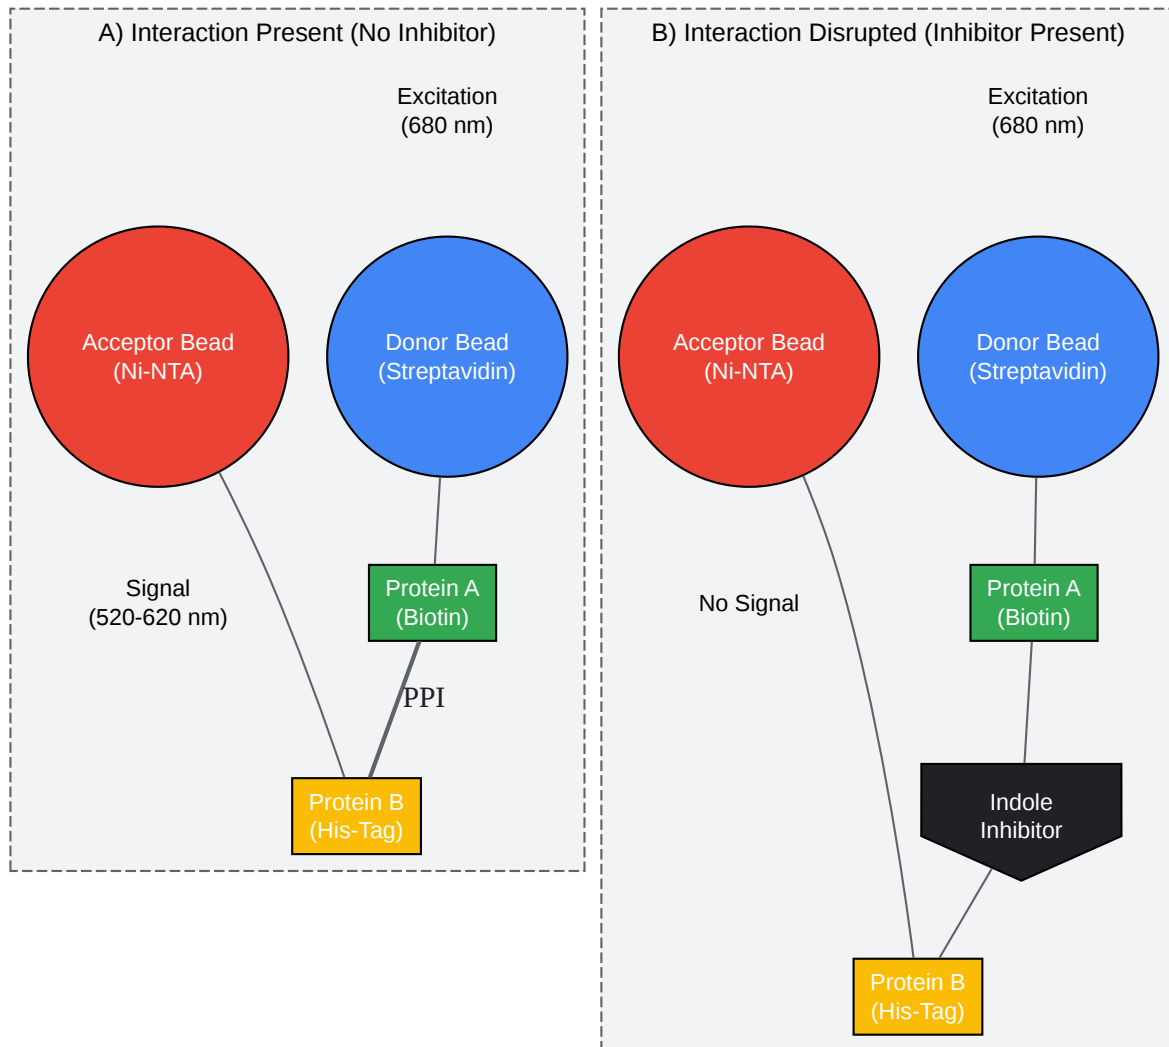 A) Interaction Present (No Inhibitor)
Excitation
(680 nm)
Acceptor Bead
(Ni-NTA)
Donor Bead
(Streptavidin)
Signal
(520-620 nm)
Protein A
(Biotin)
PPI
Protein B
(His-Tag)
B) Interaction Disrupted (Inhibitor Present)
Excitation
(680 nm)
Acceptor Bead
(Ni-NTA)
Donor Bead
(Streptavidin)
No Signal
Protein A
(Biotin)
Indole
Inhibitor
Protein B
(His-Tag)